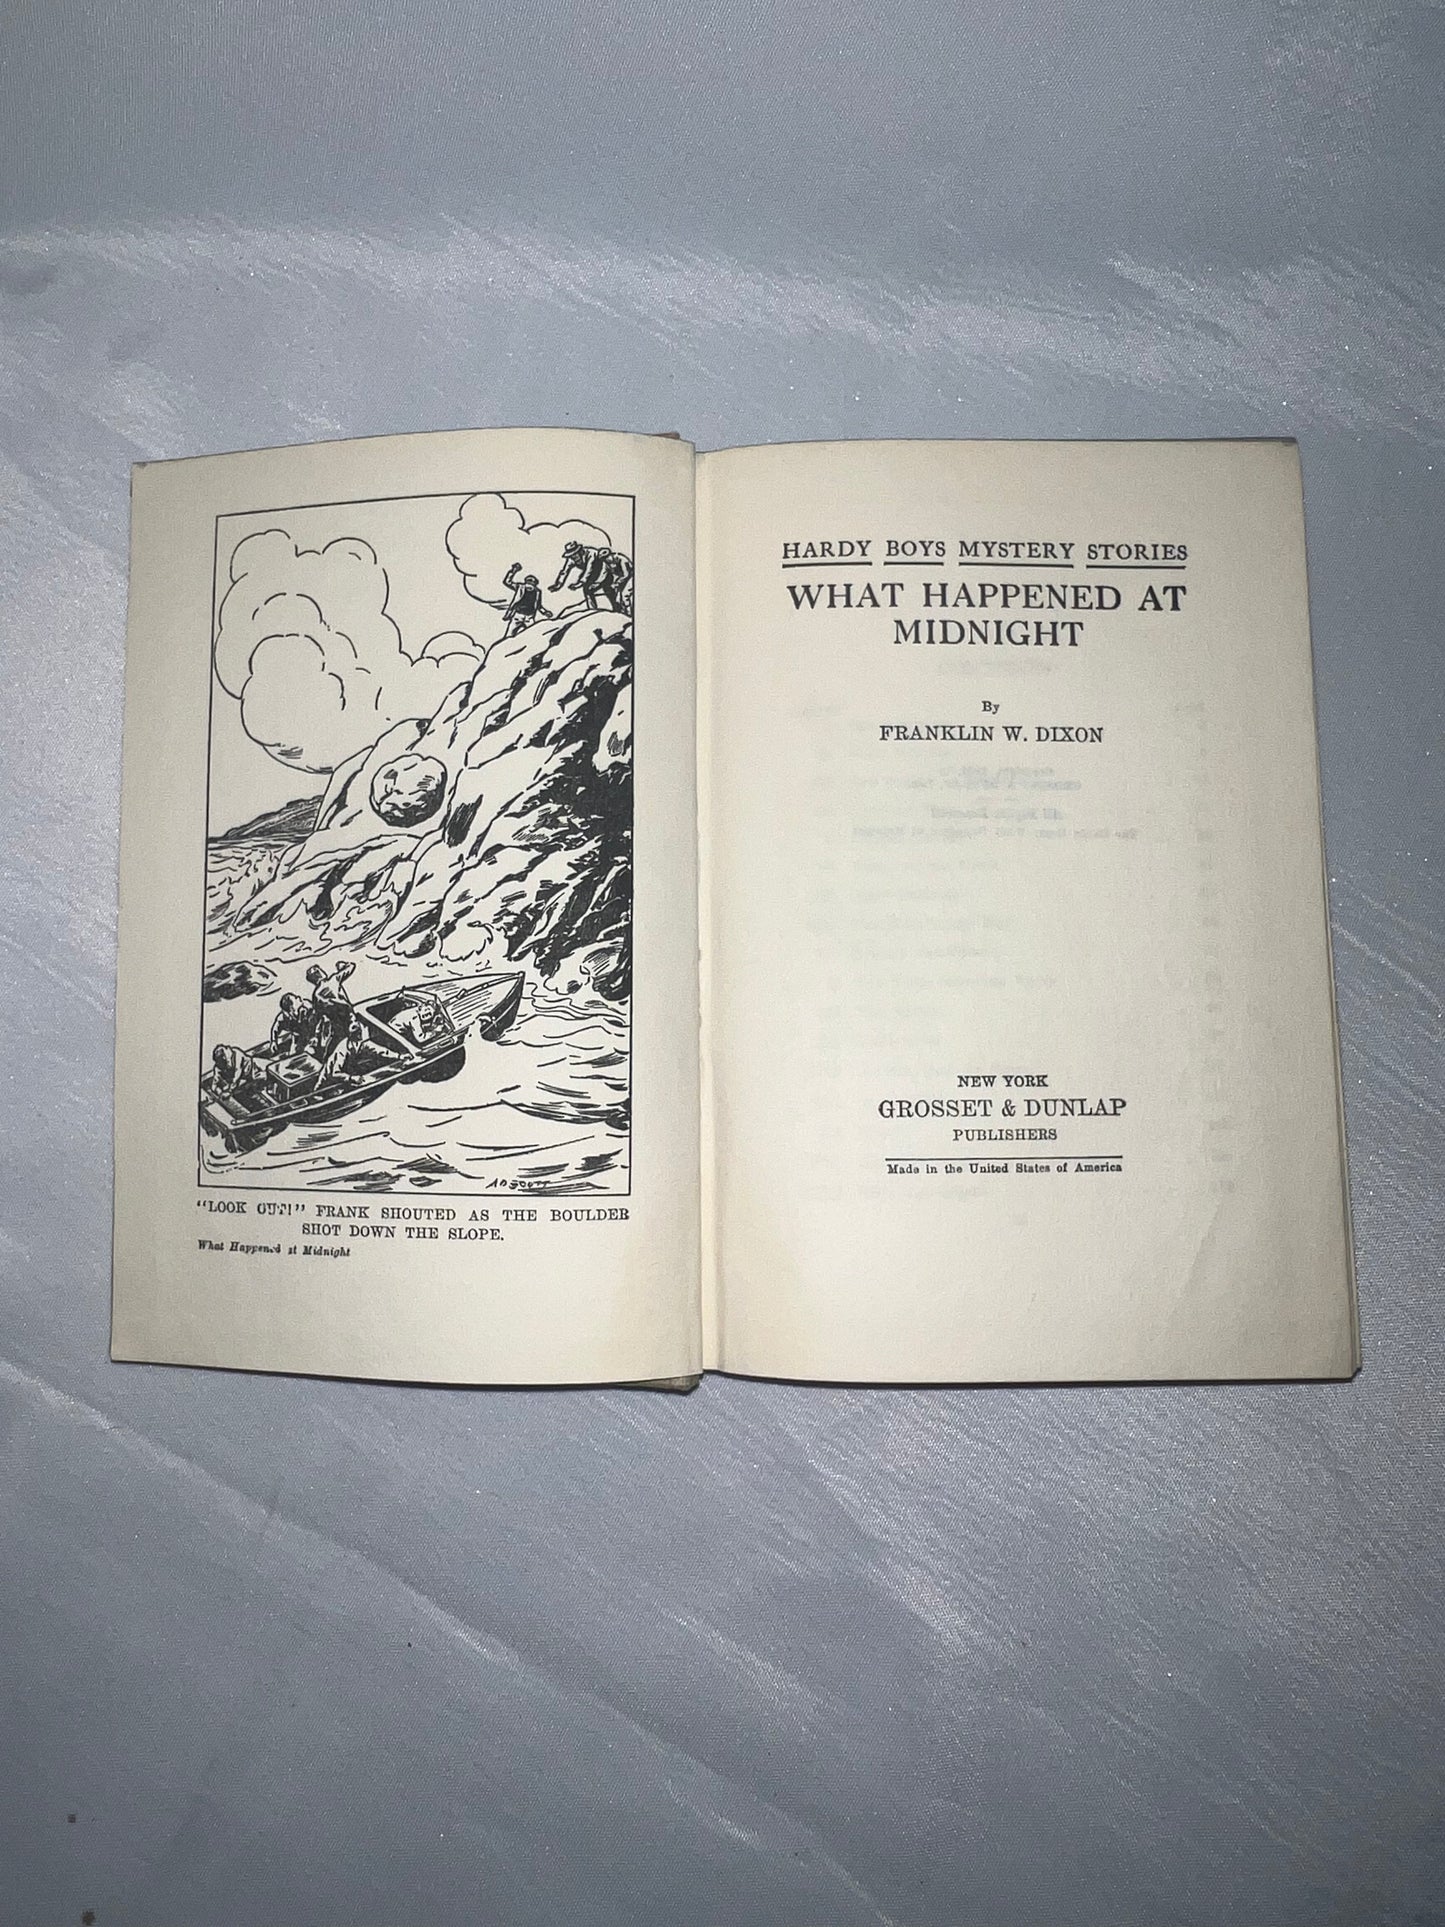 A O SCOTT
"LOOK OUT!" FRANK SHOUTED AS THE BOULDER
SHOT DOWN THE SLOPE.
What Happened at Midnight
HARDY BOYS MYSTERY STORIES
WHAT HAPPENED AT
MIDNIGHT
By
FRANKLIN W. DIXON
NEW YORK
GROSSET & DUNLAP
PUBLISHERS
Made in the United States of America